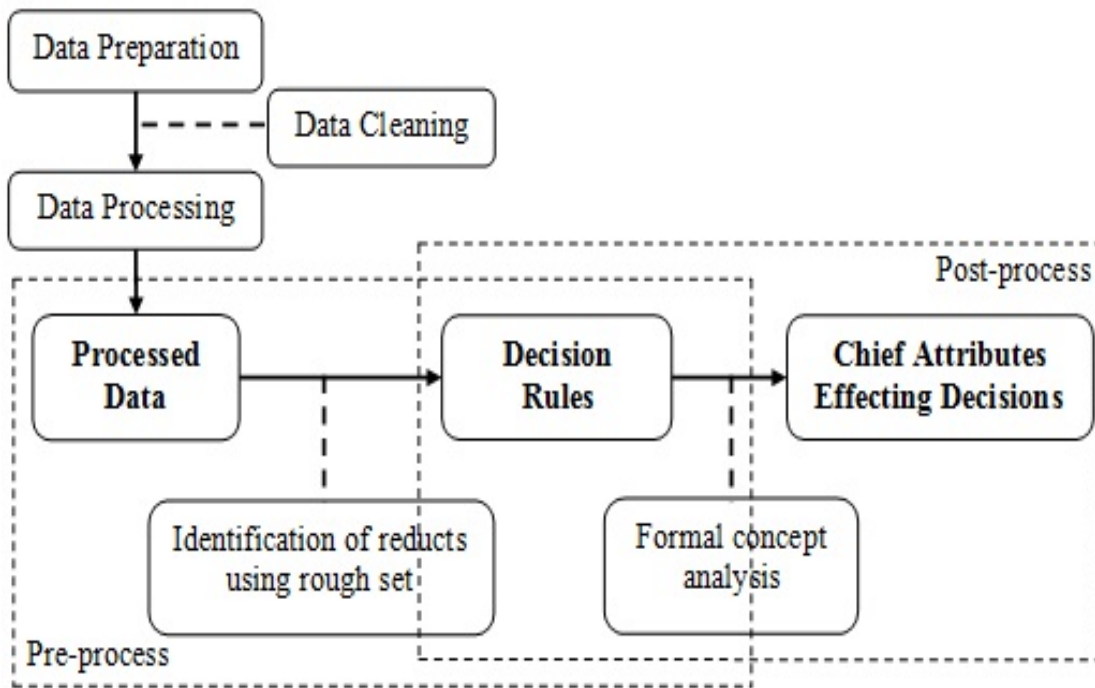 Data Preparation
Data Cleaning
Data Processing
Post-process
Processed
Data
Decision
Rules
Chief Attributes
Effecting Decisions
Identification of reducts
using rough set
Formal concept
analysis
Pre-process